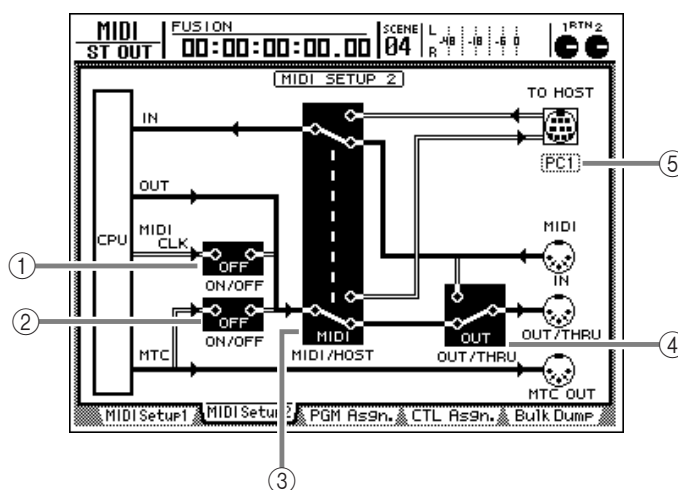 MIDI
ST OUT
FUSION
00:00:00:00.00
SCENE
04
L
R
-48 -18 -6 0
1 RTN 2
MIDI SETUP 2
TO HOST
IN
PC1
⑤
OUT
MIDI
CLK
MIDI
CPU
①
OFF
IN
ON/OFF
②
OFF
OUT/THRU
ON/OFF
MIDI
OUT
④
MIDI/HOST
OUT/THRU
MTC
MTC OUT
MIDI Setup1 MIDI Setup2 PGM Asgn. CTL Asgn. Bulk Dump
③